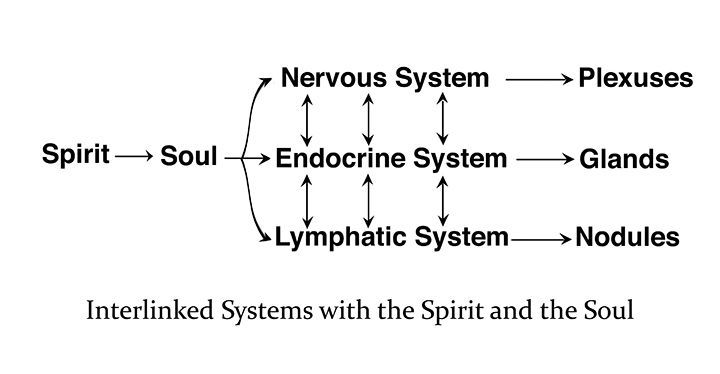 Nervous System Plexuses
Spirit Soul Endocrine System Glands
Lymphatic System Nodules
Interlinked Systems with the Spirit and the Soul